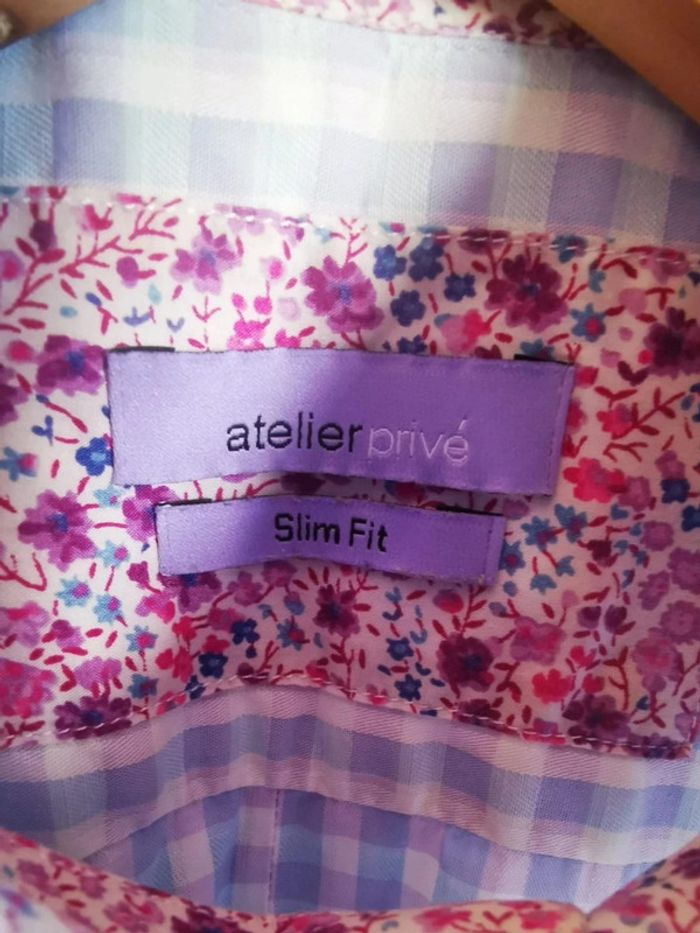 atelier privé
Slim Fit